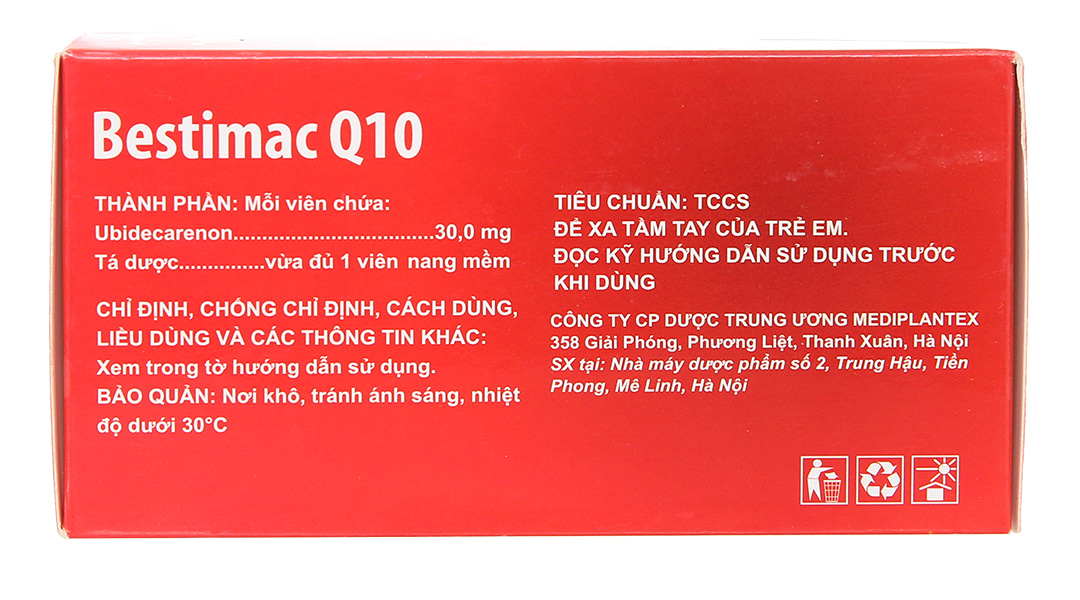 Bestimac Q10
THÀNH PHẦN: Mỗi viên chứa:
Ubidecarenon...................................30,0 mg
Tá dược...............vừa đủ 1 viên nang mềm
CHỈ ĐỊNH, CHỐNG CHỈ ĐỊNH, CÁCH DÙNG,
LIỀU DÙNG VÀ CÁC THÔNG TIN KHÁC:
Xem trong tờ hướng dẫn sử dụng.
BẢO QUẢN: Nơi khô, tránh ánh sáng, nhiệt
độ dưới 30°C
TIÊU CHUẨN: TCCS
ĐỂ XA TẦM TAY CỦA TRẺ EM.
ĐỌC KỸ HƯỚNG DẪN SỬ DỤNG TRƯỚC
KHI DÙNG
CÔNG TY CP DƯỢC TRUNG ƯƠNG MEDIPLANTEX
358 Giải Phóng, Phương Liệt, Thanh Xuân, Hà Nội
SX tại: Nhà máy dược phẩm số 2, Trung Hậu, Tiền
Phong, Mê Linh, Hà Nội